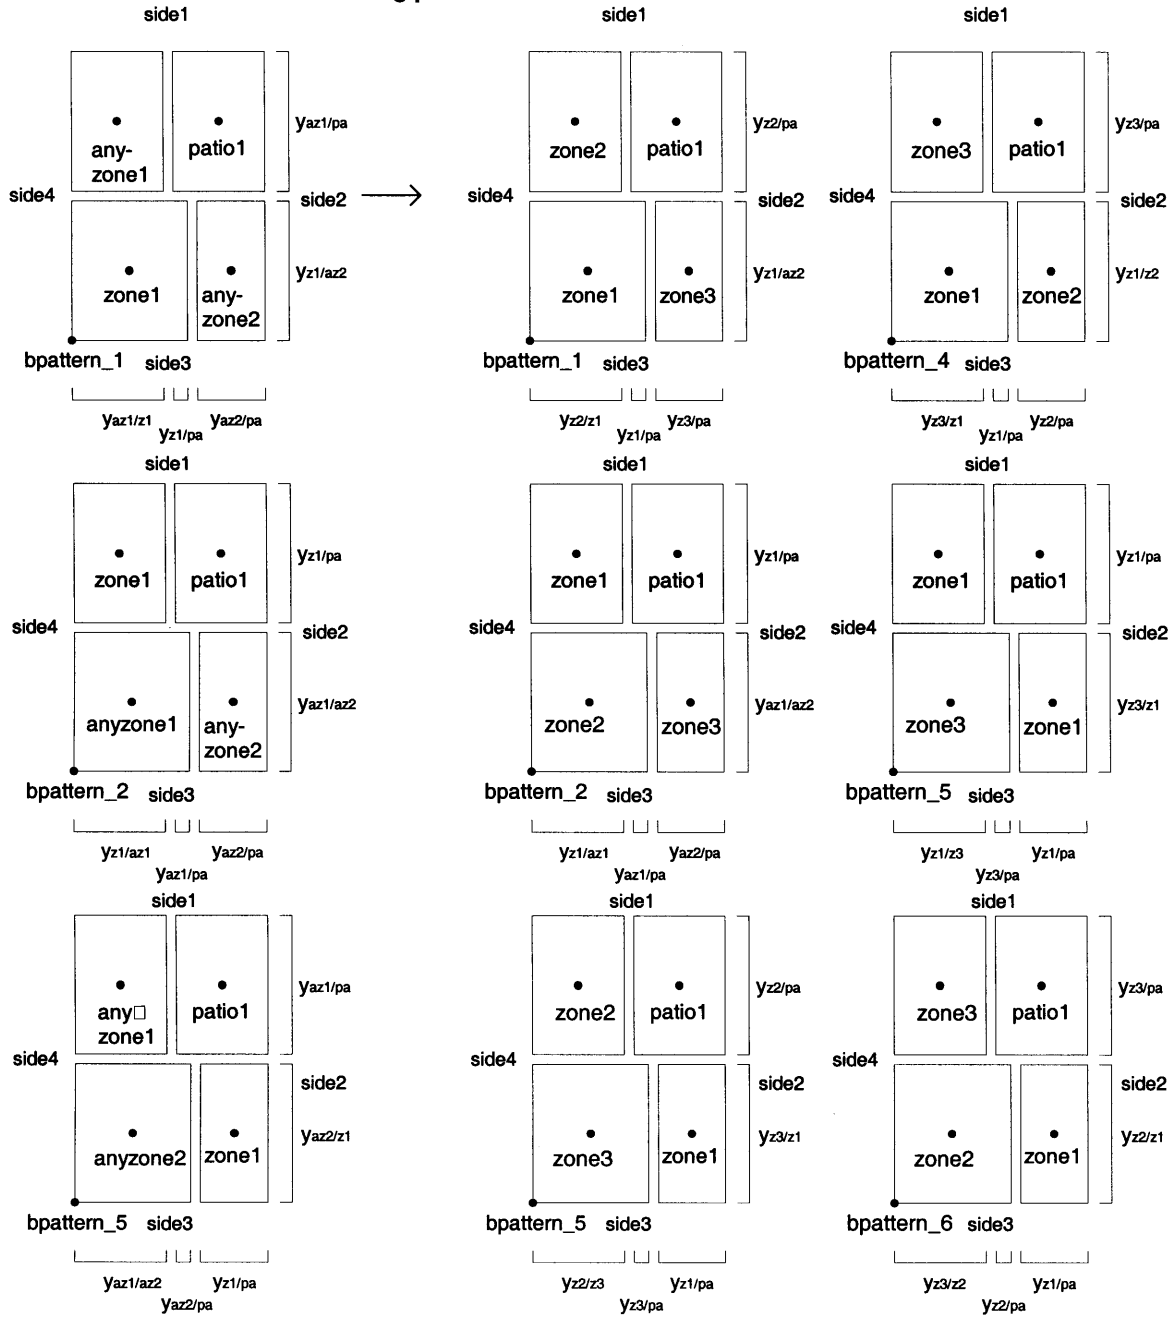 side1 side1 side1
any- patio1 yaz1/pa zone2 patio1 yz2/pa zone3 patio1 yz3/pa
zone1
side4 side2 side4 side2 side4 side2
zone1 any- yz1/az2 zone1 zone3 yz1/az2 zone1 zone2 yz1/z2
zone2
bpattern_1 side3 bpattern_1 side3 bpattern_4 side3
yaz1/z1 yaz2/pa yz2/z1 yz3/pa yz3/z1 yz2/pa
yz1/pa yz1/pa yz1/pa
side1 side1 side1
zone1 patio1 yz1/pa zone1 patio1 yz1/pa zone1 patio1 yz1/pa
side4 side2 side4 side2 side4 side2
anyzone1 any- yaz1/az2 zone2 zone3 yaz1/az2 zone3 zone1 yz3/z1
zone2
bpattern_2 side3 bpattern_2 side3 bpattern_5 side3
yz1/az1 yaz2/pa yz1/az1 yaz2/pa yz1/z3 yz1/pa
yaz1/pa yaz1/pa yz3/pa
side1 side1 side1
any□ patio1 yaz1/pa zone2 patio1 yz2/pa zone3 patio1 yz3/pa
zone1
side4 side2 side4 side2 side4 side2
anyzone2 zone1 yaz2/z1 zone3 zone1 yz3/z1 zone2 zone1 yz2/z1
bpattern_5 side3 bpattern_5 side3 bpattern_6 side3
yaz1/az2 yz1/pa yz2/z3 yz1/pa yz3/z2 yz1/pa
yaz2/pa yz3/pa yz2/pa